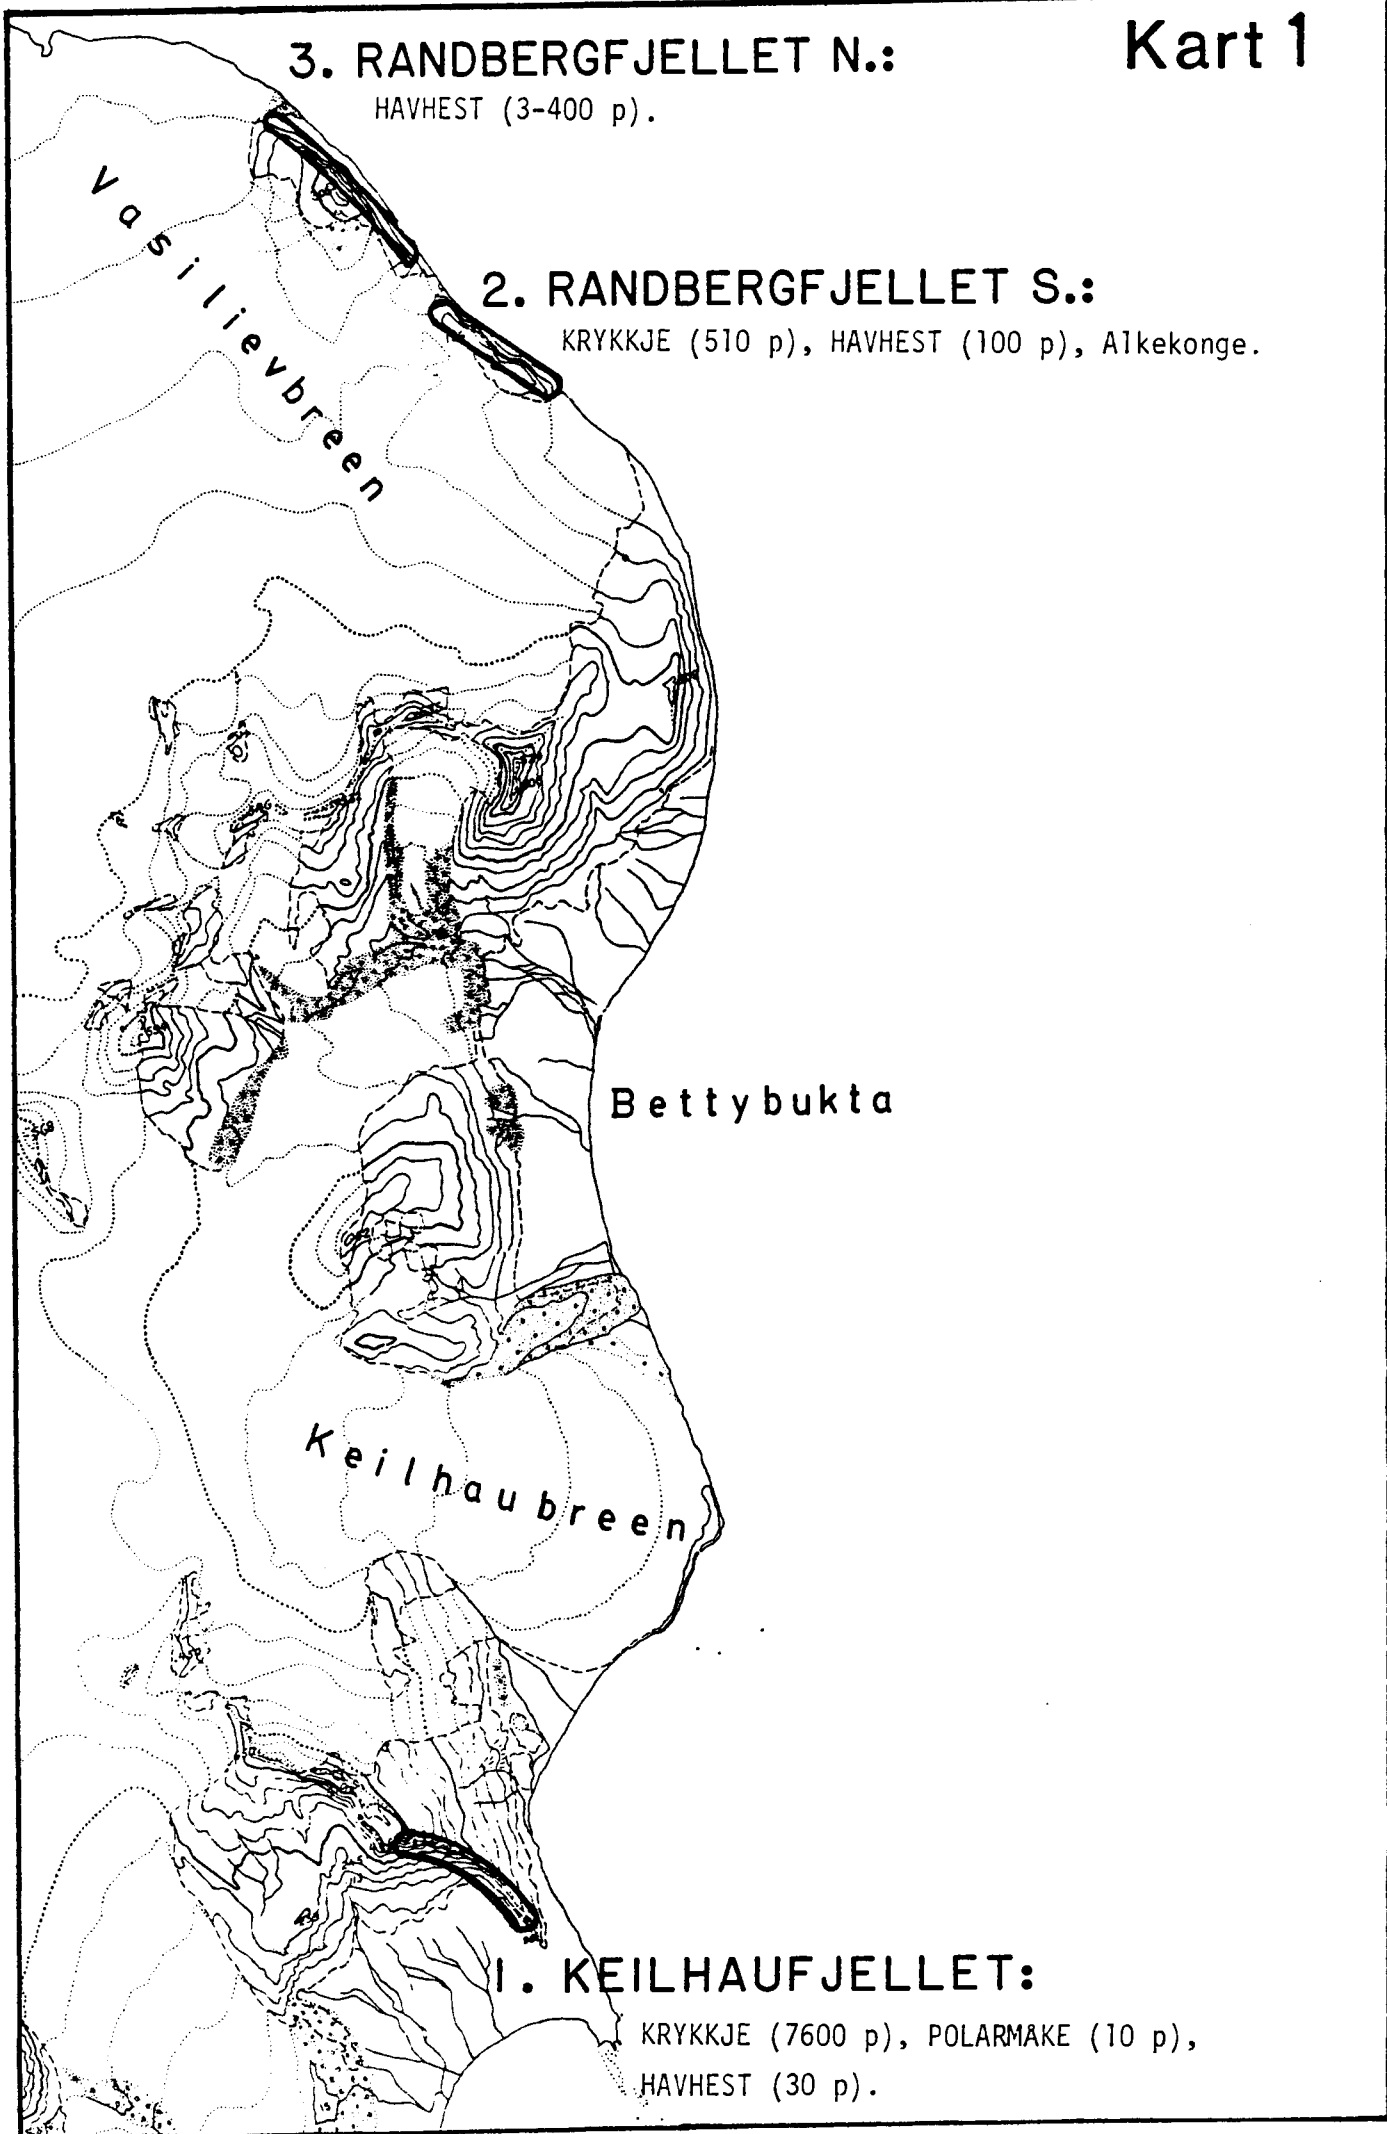 Kart 1
3. RANDBERGFJELLET N.:
HAVHEST (3-400 p).
Vasilievbreen
2. RANDBERGFJELLET S.:
KRYKKJE (510 p), HAVHEST (100 p), Alkekonge.
Bettybukta
Keilhaubreen
1. KEILHAUFJELLET:
KRYKKJE (7600 p), POLARMAKE (10 p),
HAVHEST (30 p).